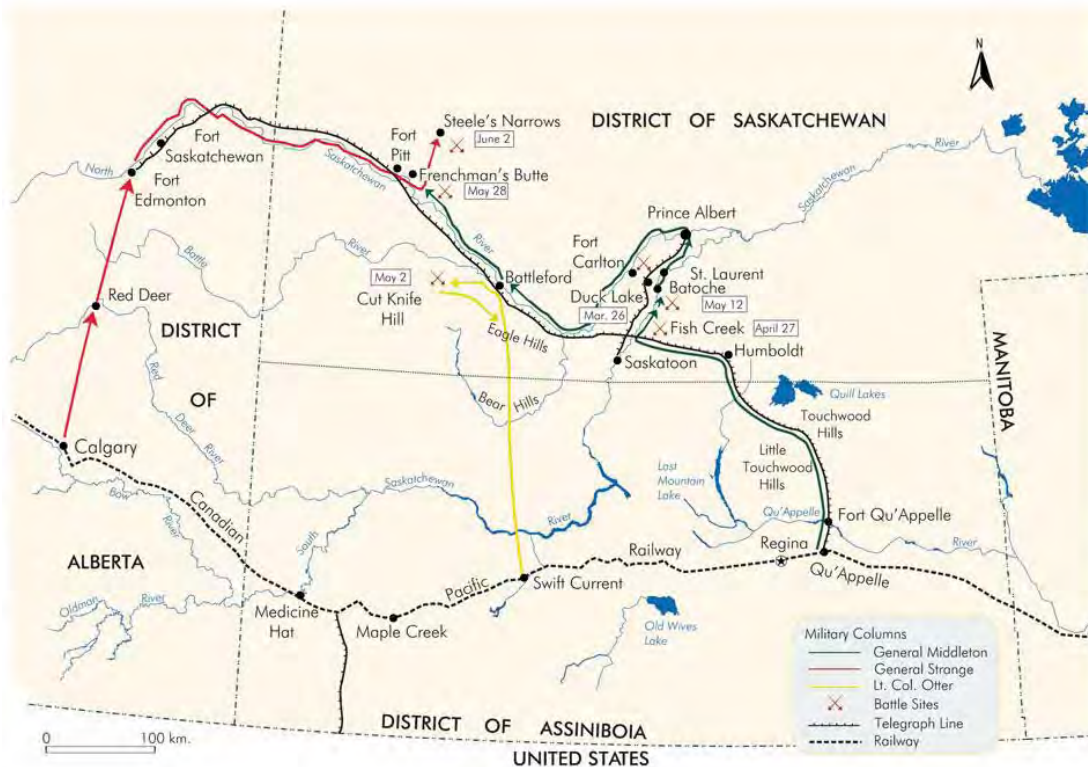 N
Steele's Narrows
June 2
DISTRICT OF SASKATCHEWAN
Fort
Pitt
Fort
Saskatchewan
Frenchman's Butte
May 28
North
Fort
Edmonton
Saskatchewan
River
River
Saskatchewan
Prince Albert
Battle
River
Fort
Carlton
St. Laurent
Batoche
May 12
May 2
Cut Knife
Hill
Battleford
Duck Lake
Mar. 26
Fish Creek
April 27
Red Deer
DISTRICT
Eagle Hills
Saskatoon
Humboldt
MANITOBA
OF
Red
Deer
River
Bear Hills
Quill Lakes
Touchwood
Hills
Little
Touchwood
Hills
Calgary
Saskatchewan
River
Last
Mountain
Lake
Qu'Appelle
River
Fort Qu'Appelle
Bow
River
Canadian
South
Railway
Regina
Qu'Appelle
ALBERTA
Pacific
Swift Current
Oldman
River
Medicine
Hat
Maple Creek
Old Wives
Lake
Military Columns
General Middleton
General Strange
Lt. Col. Otter
Battle Sites
Telegraph Line
Railway
DISTRICT OF ASSINIBOIA
0
100 km.
UNITED STATES